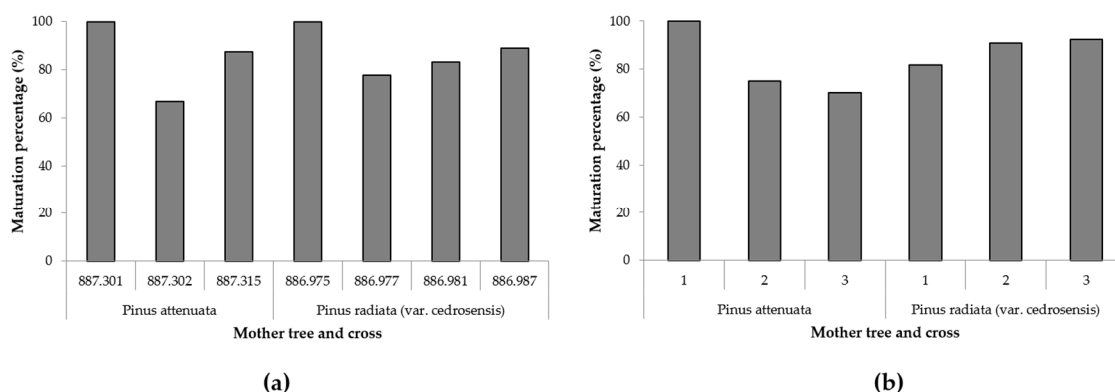 Maturation percentage (%)
100
80
60
40
20
0
887.301 887.302 887.315 886.975 886.977 886.981 886.987
Pinus attenuata Pinus radiata (var. cedrosensis)
Mother tree and cross
(a)
Maturation percentage (%)
100
80
60
40
20
0
1 2 3 1 2 3
Pinus attenuata Pinus radiata (var. cedrosensis)
Mother tree and cross
(b)